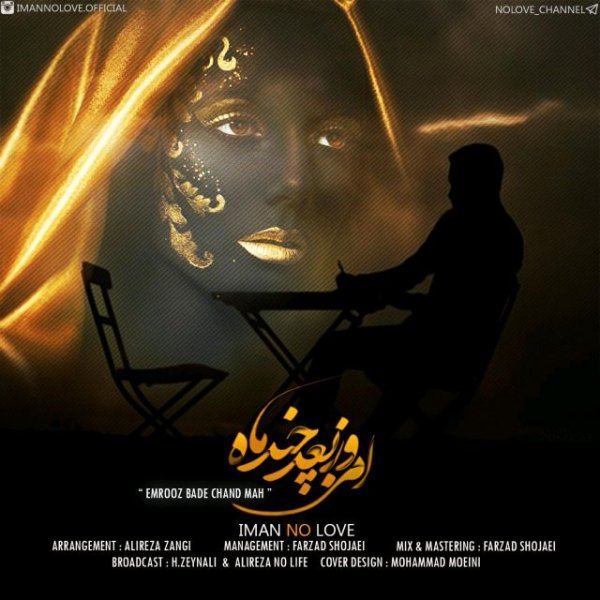 IMANNOLOVE.OFFICIAL
NOLOVE_CHANNEL
امروز بعد چند ماه
“ EMROOZ BADE CHAND MAH ”
IMAN NO LOVE
ARRANGEMENT : ALIREZA ZANGI MANAGEMENT : FARZAD SHOJAEI MIX & MASTERING : FARZAD SHOJAEI
BROADCAST : H.ZEYNALI & ALIREZA NO LIFE COVER DESIGN : MOHAMMAD MOEINI